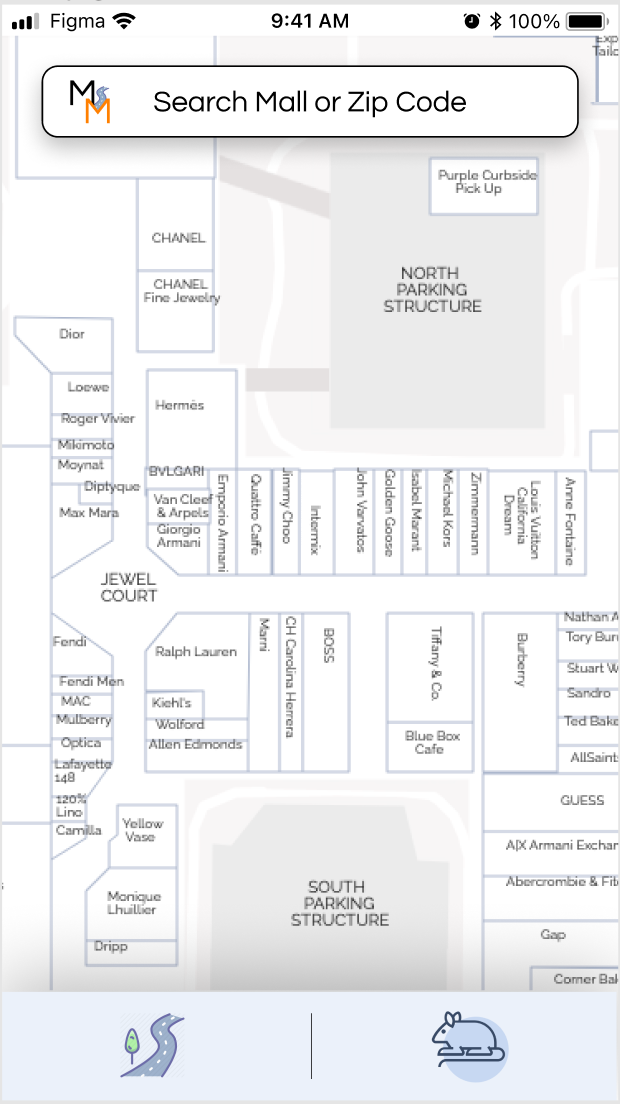 Figma
9:41 AM
100%
Tailo
M
M
Search Mall or Zip Code
Purple Curbside
Pick Up
CHANEL
CHANEL
Fine Jewelry
NORTH
PARKING
STRUCTURE
Dior
Loewe
Roger Vivier
Mikimoto
Moynat
Diptyque
Max Mara
Hermès
BVLGARI
Van Cleef
& Arpels
Giorgio
Armani
Emporio Armani
Quattro Caffè
Jimmy Choo
Intermix
John Varvatos
Golden Goose
Isabel Marant
Michael Kors
Zimmermann
Louis Vuitton
California
Dream
Anne Fontaine
JEWEL
COURT
Fendi
Fendi Men
MAC
Mulberry
Optica
Lafayette
148
120%
Lino
Camilla
Ralph Lauren
Kiehl's
Wolford
Allen Edmonds
Marni
CH Carolina Herrera
BOSS
Tiffany & Co.
Blue Box
Cafe
Burberry
Nathan A
Tory Bur
Stuart W
Sandro
Ted Bake
AllSaint
GUESS
A|X Armani Exchan
Abercrombie & Fit
Gap
Corner Bak
Yellow
Vase
Monique
Lhuillier
Dripp
SOUTH
PARKING
STRUCTURE